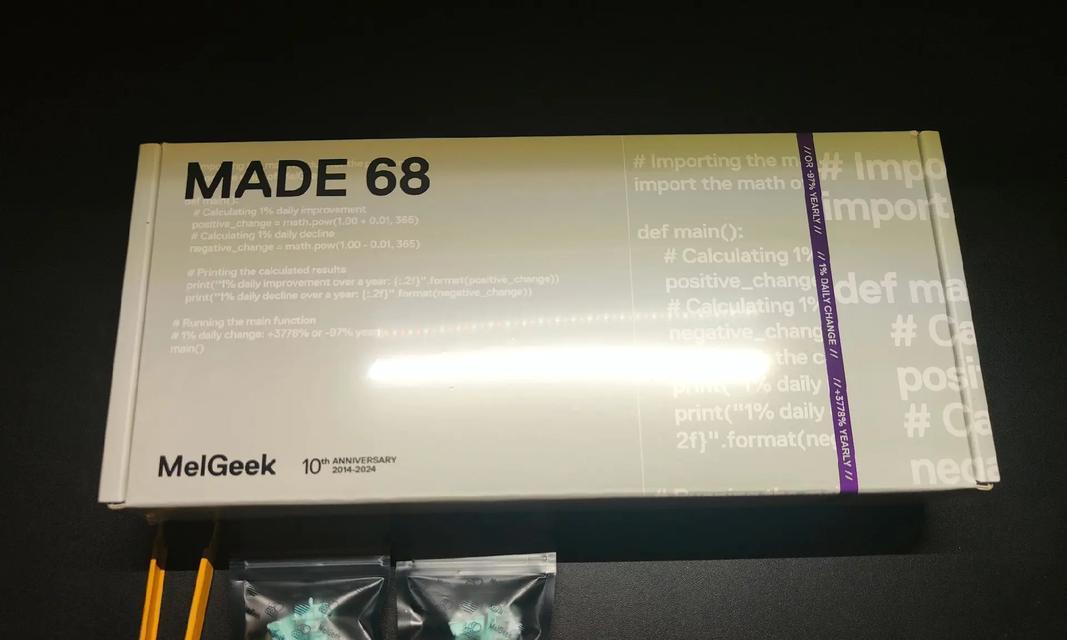 MADE 68
def main():
# Calculating 1% daily improvement
positive_change = math.pow(1.00 + 0.01, 365)
# Calculating 1% daily decline
negative_change = math.pow(1.00 - 0.01, 365)
# Printing the calculated results
print("1% daily improvement over a year: {:.2f}".format(positive_change))
print("1% daily decline over a year: {:.2f}".format(negative_change))
# Running the main function
# 1% daily change: +3778% or -97% yearly
main()
MelGeek
10th ANNIVERSARY
2014-2024
# Importing the m
import the math
def main():
# Calculating 1%
positive_chang
# Calculating 1%
negative_chang
the c
print("1% daily
print("1% daily
2f}".format(ne
//OR -97% YEARLY //
// 1% DAILY CHANGE //
//+3778% YEARLY //
# Impo
import
def ma
# Ca
posi
# Ca
nega